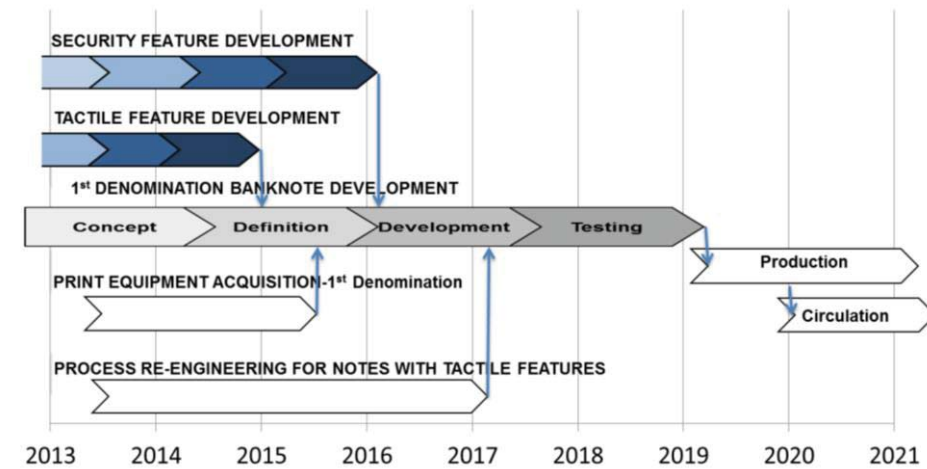 SECURITY FEATURE DEVELOPMENT
TACTILE FEATURE DEVELOPMENT
1st DENOMINATION BANKNOTE DEVELOPMENT
Concept Definition Development Testing
Production
PRINT EQUIPMENT ACQUISITION-1st Denomination
Circulation
PROCESS RE-ENGINEERING FOR NOTES WITH TACTILE FEATURES
2013 2014 2015 2016 2017 2018 2019 2020 2021